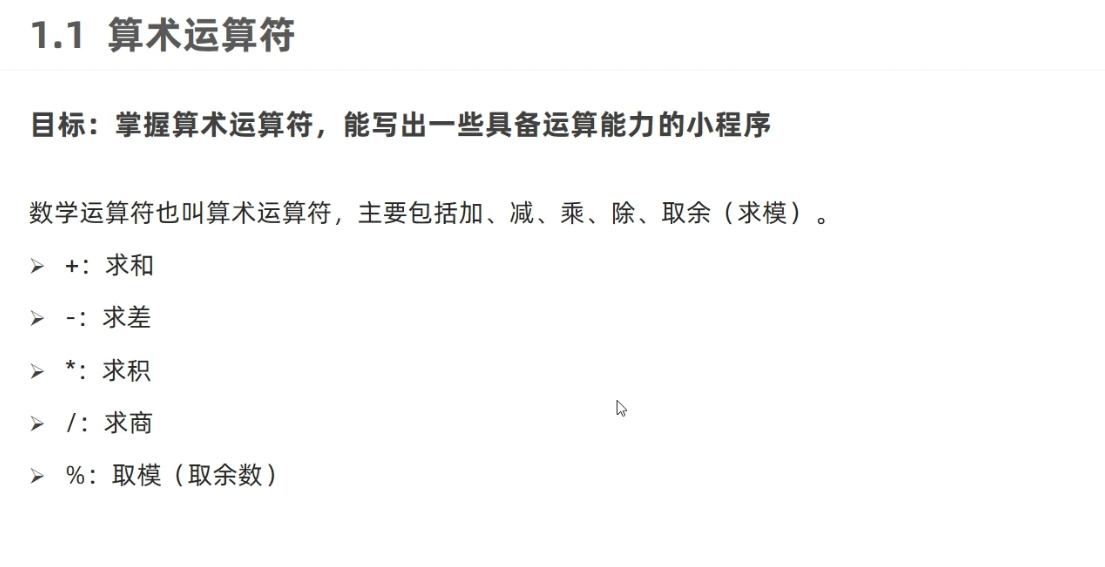 1.1 算术运算符
目标：掌握算术运算符，能写出一些具备运算能力的小程序
数学运算符也叫算术运算符，主要包括加、减、乘、除、取余（求模）。
➢ +：求和
➢ -：求差
➢ *：求积
➢ /：求商
➢ %：取模（取余数）